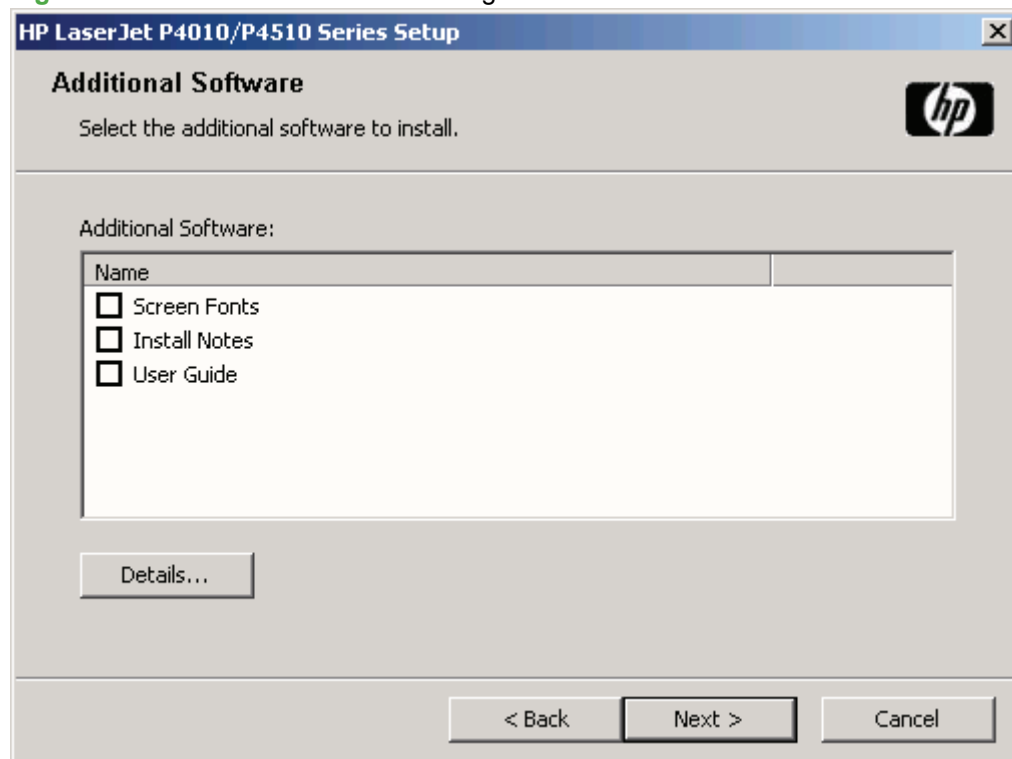 HP LaserJet P4010/P4510 Series Setup
Additional Software
Select the additional software to install.
hp
Additional Software:
Name
Screen Fonts
Install Notes
User Guide
Details...
< Back
Next >
Cancel